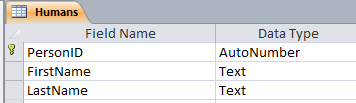 Humans
Field Name Data Type
PersonID AutoNumber
FirstName Text
LastName Text